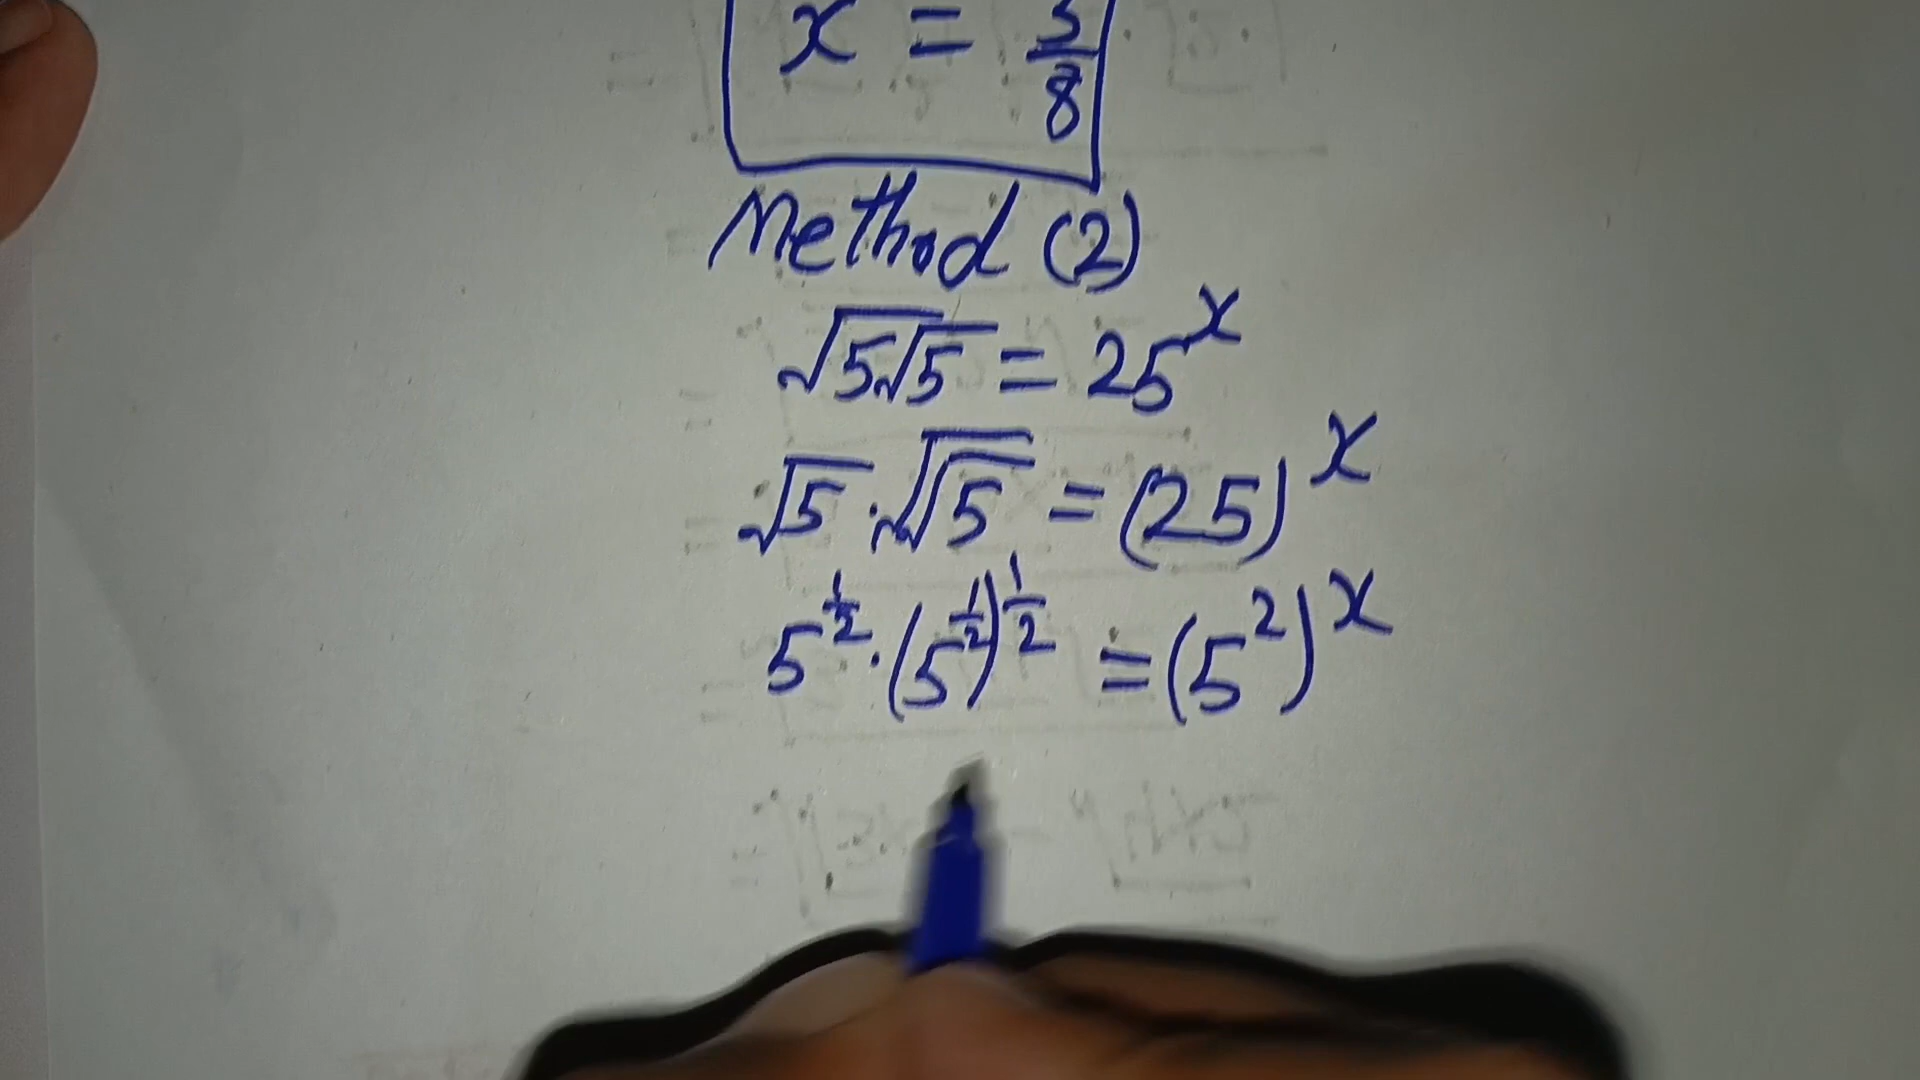 x = 3/8
Method (2)
√5√5 = 25^x
√5 · √√5 = (25)^x
5^1/2 · (5^1/2)^1/2 = (5^2)^x